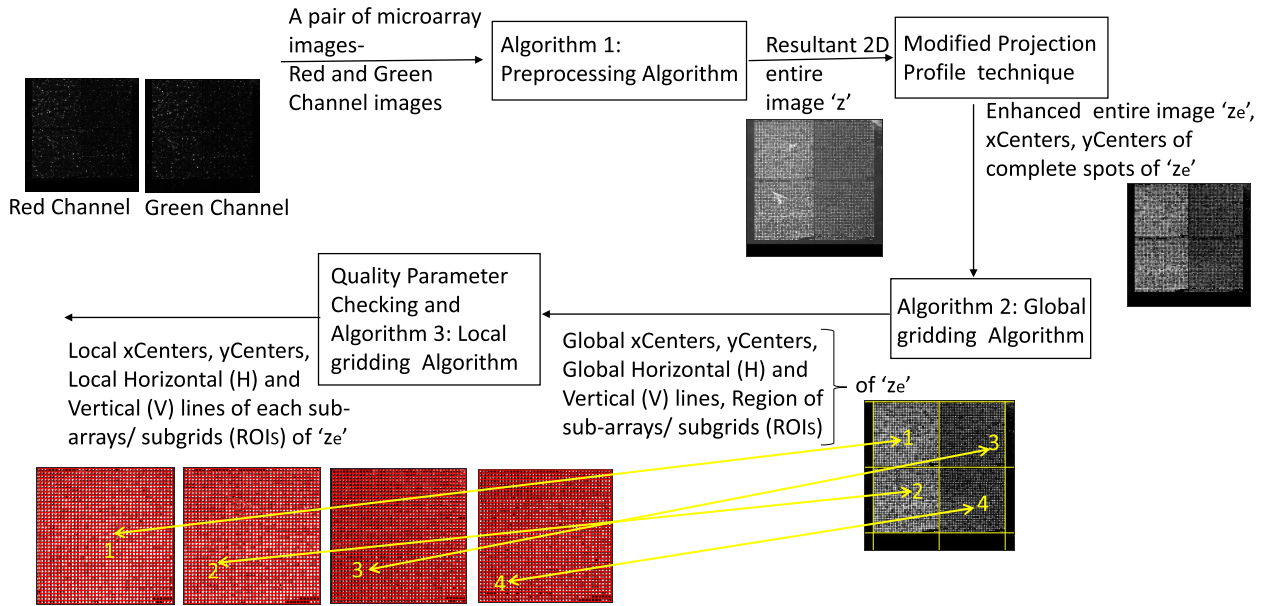 A pair of microarray
images-
Red and Green
Channel images
Algorithm 1:
Preprocessing Algorithm
Resultant 2D
entire
image ‘z’
Modified Projection
Profile technique
Red Channel
Green Channel
Enhanced entire image ‘ze’,
xCenters, yCenters of
complete spots of ‘ze’
Algorithm 2: Global
gridding Algorithm
Global xCenters, yCenters,
Global Horizontal (H) and
Vertical (V) lines, Region of
sub-arrays/ subgrids (ROIs)
of ‘ze’
Quality Parameter
Checking and
Algorithm 3: Local
gridding Algorithm
Local xCenters, yCenters,
Local Horizontal (H) and
Vertical (V) lines of each sub-
arrays/ subgrids (ROIs) of ‘ze’
1
3
2
4
1
2
3
4